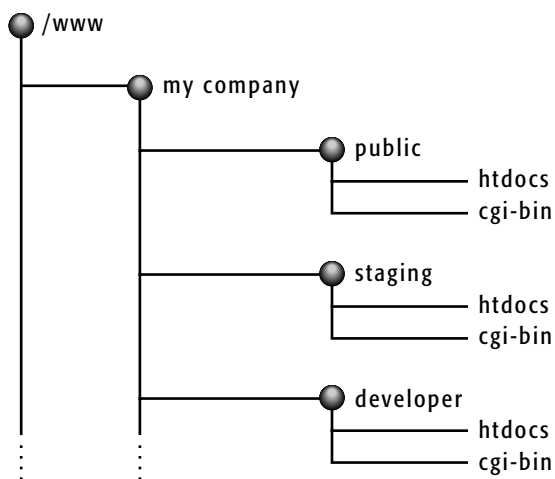 /www
my company
public
htdocs
cgi-bin
staging
htdocs
cgi-bin
developer
htdocs
cgi-bin